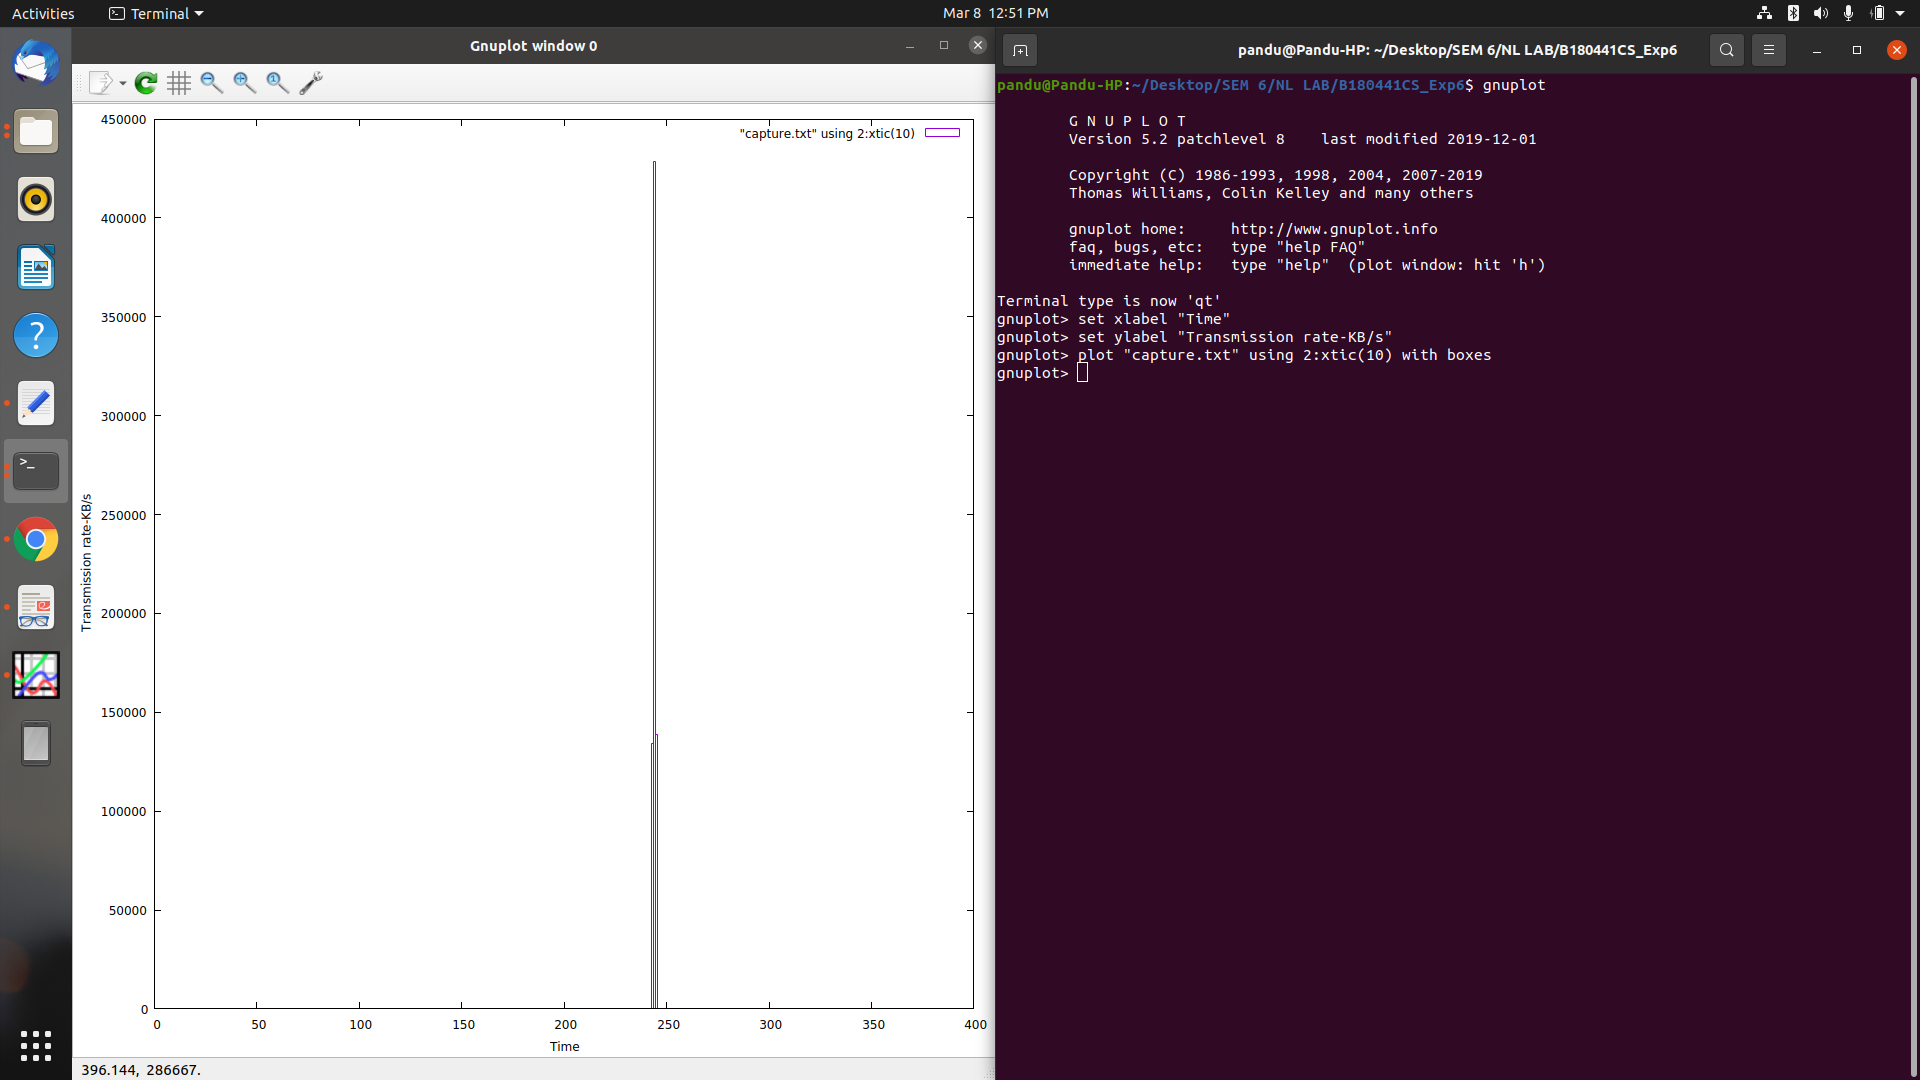 Activities
Terminal
Mar 8 12:51 PM
Gnuplot window 0
450000
400000
350000
300000
250000
200000
150000
100000
50000
0
Transmission rate-KB/s
"capture.txt" using 2:xtic(10)
0 50 100 150 200 250 300 350 400
Time
396.144, 286667.
pandu@Pandu-HP: ~/Desktop/SEM 6/NL LAB/B180441CS_Exp6
pandu@Pandu-HP:~/Desktop/SEM 6/NL LAB/B180441CS_Exp6$ gnuplot
G N U P L O T
Version 5.2 patchlevel 8    last modified 2019-12-01
Copyright (C) 1986-1993, 1998, 2004, 2007-2019
Thomas Williams, Colin Kelley and many others
gnuplot home:     http://www.gnuplot.info
faq, bugs, etc:   type "help FAQ"
immediate help:   type "help"  (plot window: hit 'h')
Terminal type is now 'qt'
gnuplot> set xlabel "Time"
gnuplot> set ylabel "Transmission rate-KB/s"
gnuplot> plot "capture.txt" using 2:xtic(10) with boxes
gnuplot>